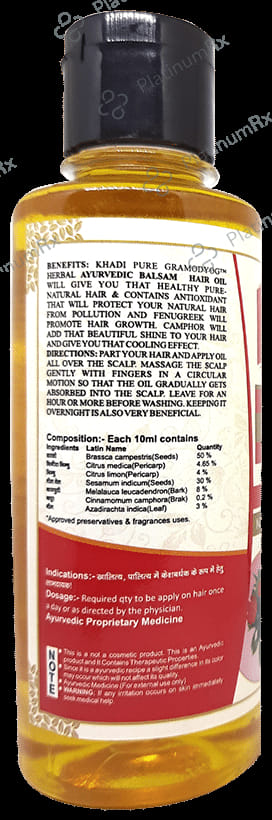 BENEFITS: KHADI PURE GRAMODYOG™
HERBAL AYURVEDIC BALSAM HAIR OIL
WILL GIVE YOU THAT HEALTHY PURE-
NATURAL HAIR & CONTAINS ANTIOXIDANT
THAT WILL PROTECT YOUR NATURAL HAIR
FROM POLLUTION AND FENUGREEK WILL
PROMOTE HAIR GROWTH. CAMPHOR WILL
ADD THAT BEAUTIFUL SHINE TO YOUR HAIR
AND GIVE YOU THAT COOLING EFFECT.
DIRECTIONS: PART YOUR HAIR AND APPLY OIL
ALL OVER THE SCALP. MASSAGE THE SCALP
GENTLY WITH FINGERS IN A CIRCULAR
MOTION SO THAT THE OIL GRADUALLY GETS
ABSORBED INTO THE SCALP. LEAVE FOR AN
HOUR OR MORE BEFORE WASHING. KEEPING IT
OVERNIGHT IS ALSO VERY BENEFICIAL.
Composition:- Each 10ml contains
Ingredients Latin Name Quantity
Brassca campestris(Seeds) 50 %
Citrus medica(Pericarp) 4.65 %
Citrus limon(Pericarp) 4 %
Sesamum indicum(Seeds) 30 %
Melalauca leucadendron(Bark) 8 %
Cinnamomum camphora(Brak) 0.2 %
नीम Azadirachta indica(Leaf) 3 %
*Approved preservatives & fragrances uses.
Indications:- खालित्य, पालित्य में केशवर्धक के रूप में हेतु
लाभदायक!
Dosage:- Required qty to be apply on hair once
a day or as directed by the physician.
Ayurvedic Proprietary Medicine
NOTE
* This is a not a cosmetic product. This is an Ayurvedic
product and It Contains Therapeutic Properties.
* Since it is a ayurvedic recipe a slight difference in its color
may occur which will not affect its quality.
* Ayurvedic Medicine (For external use only)
* WARNING: If any irritation occurs on skin immediately
seek medical help.
PlatinumRx